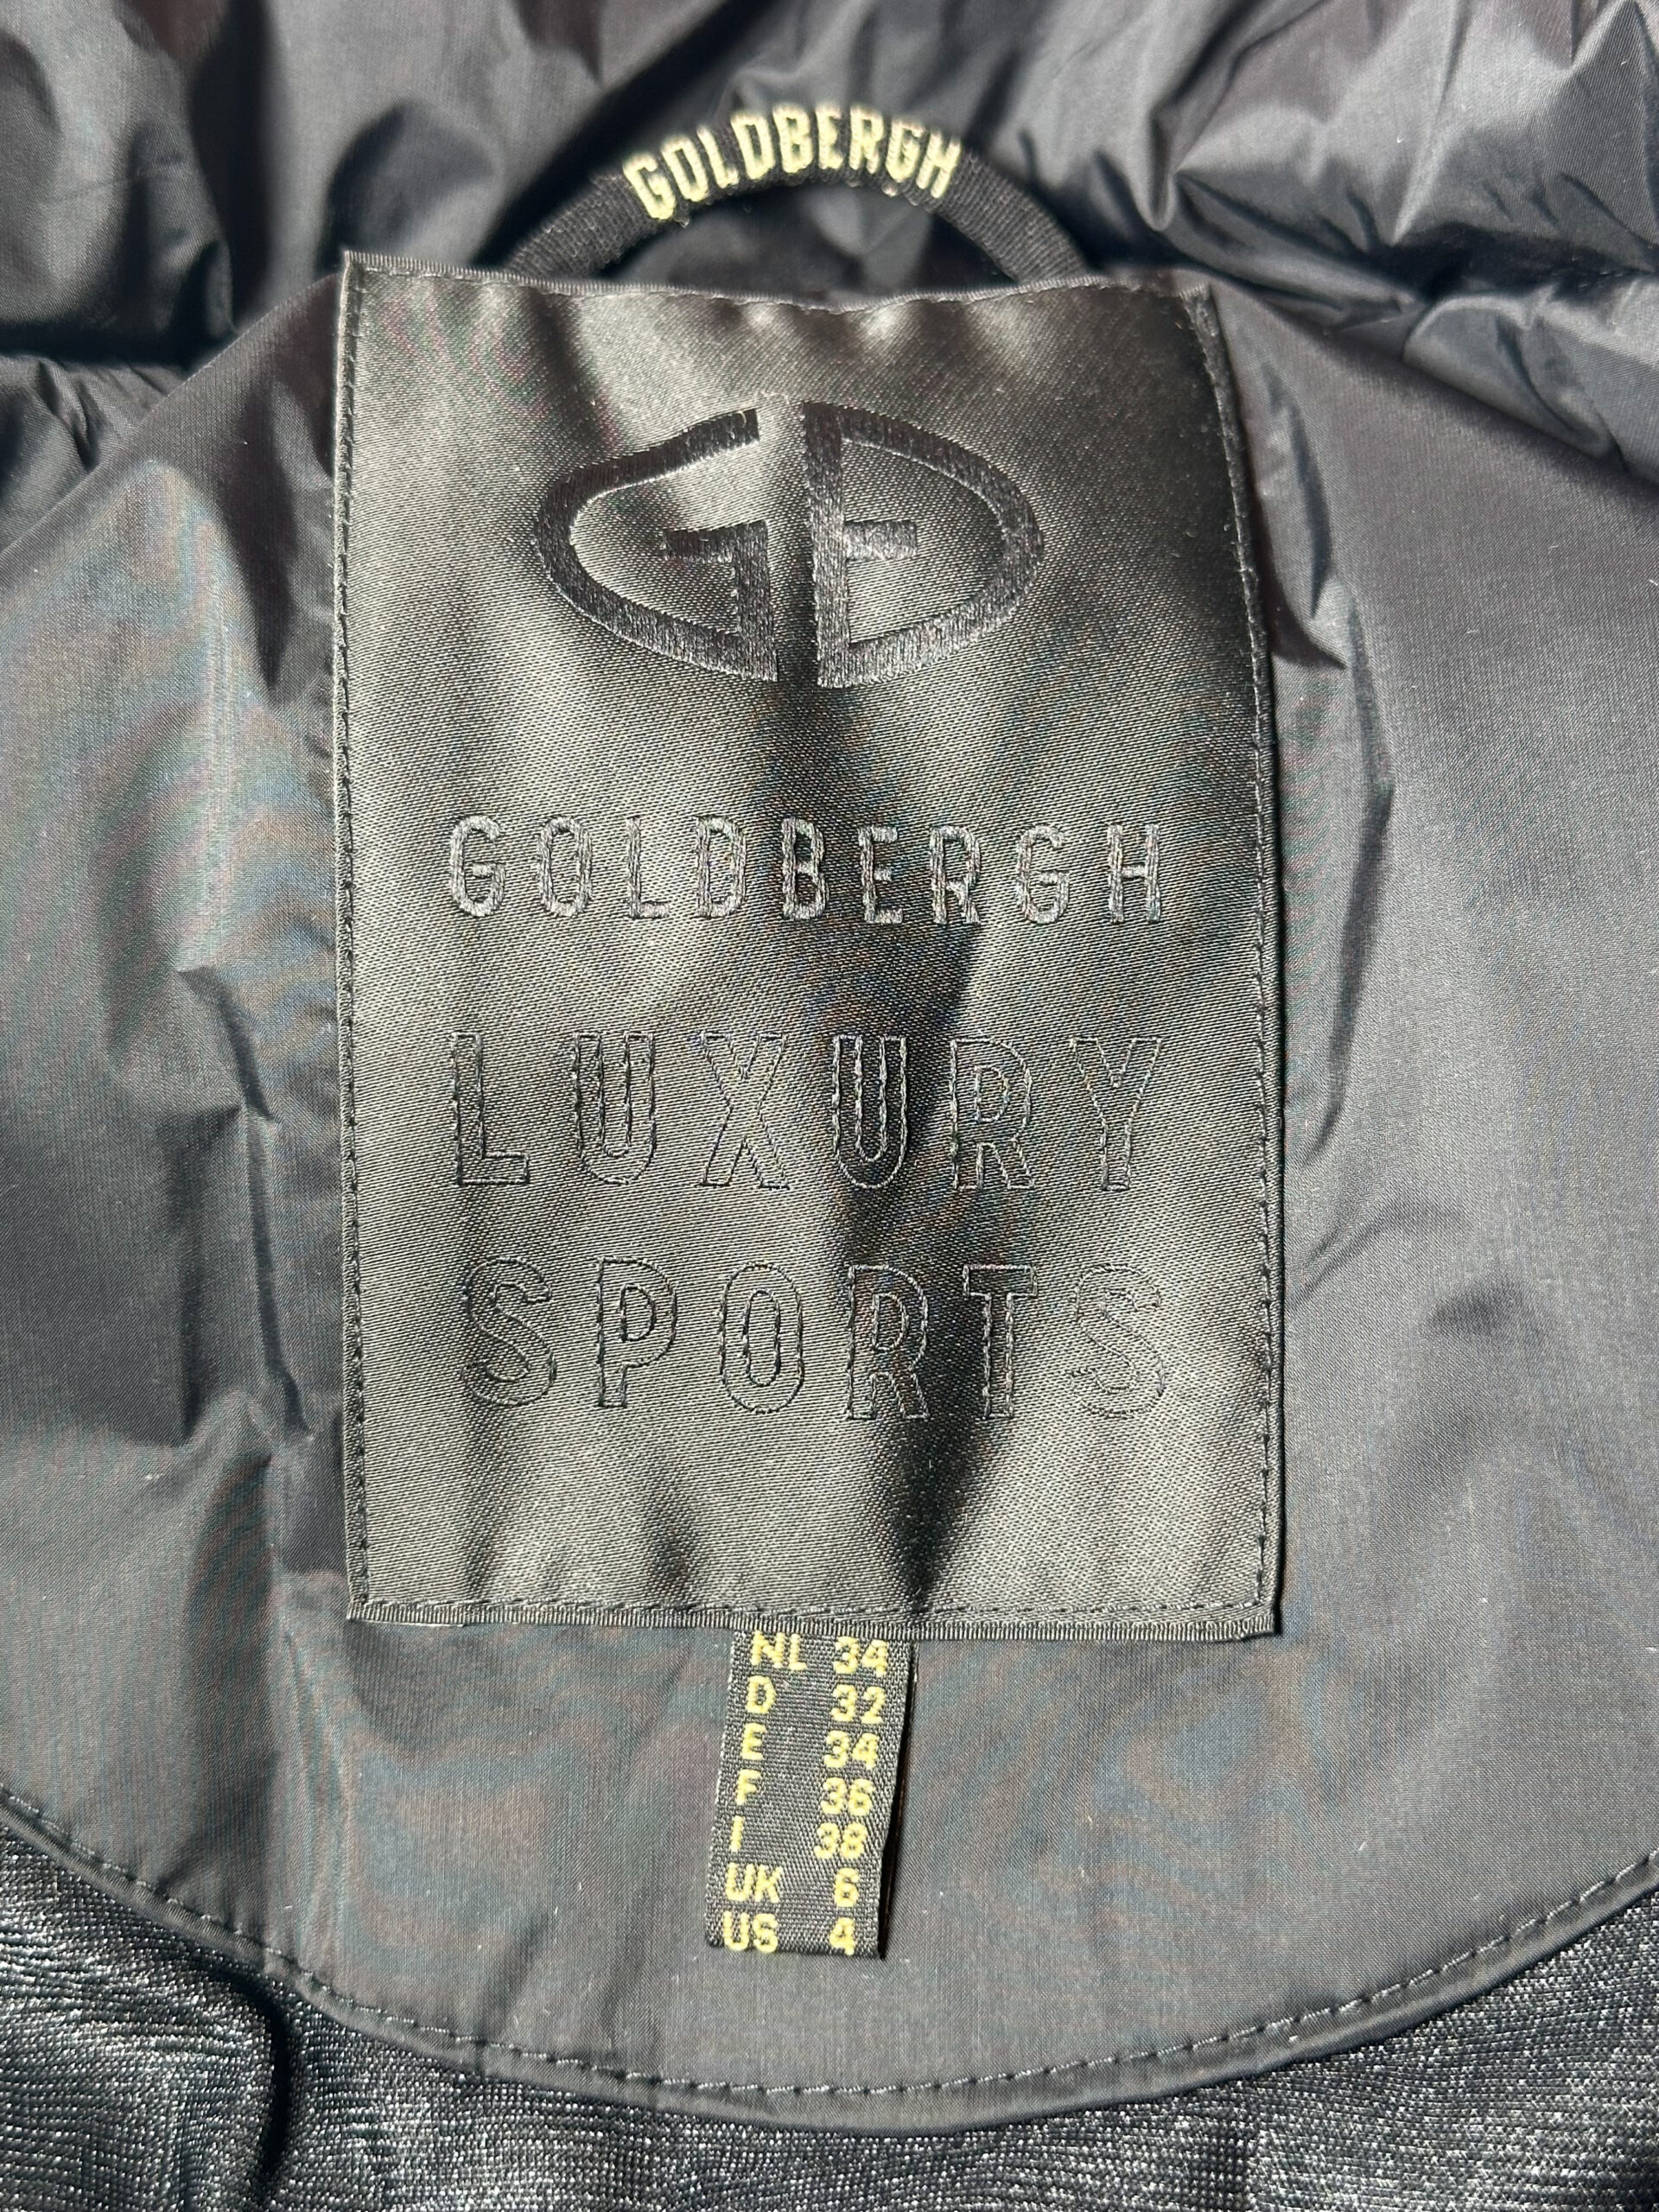 GOLDBERGH
GOLDBERGH
LUXURY
SPORTS
NL 34
D 32
E 34
F 36
I 38
UK 6
US 4